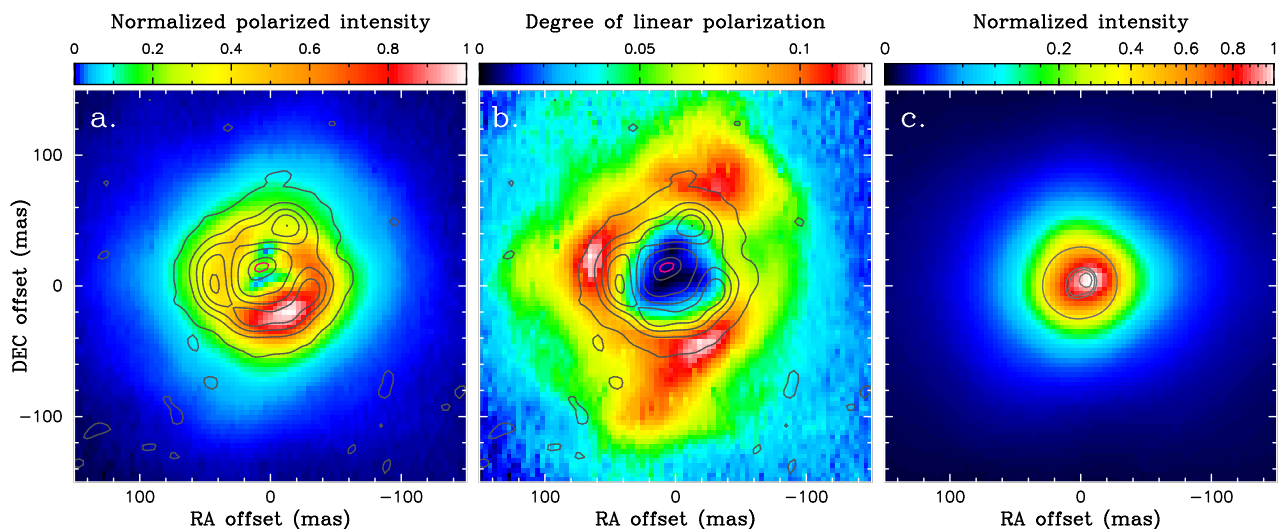 Normalized polarized intensity
0 0.2 0.4 0.6 0.8 1
Degree of linear polarization
0 0.05 0.1
Normalized intensity
0 0.2 0.4 0.6 0.8 1
a.
b.
c.
DEC offset (mas)
100
0
−100
100 0 −100
RA offset (mas)
100 0 −100
RA offset (mas)
100 0 −100
RA offset (mas)